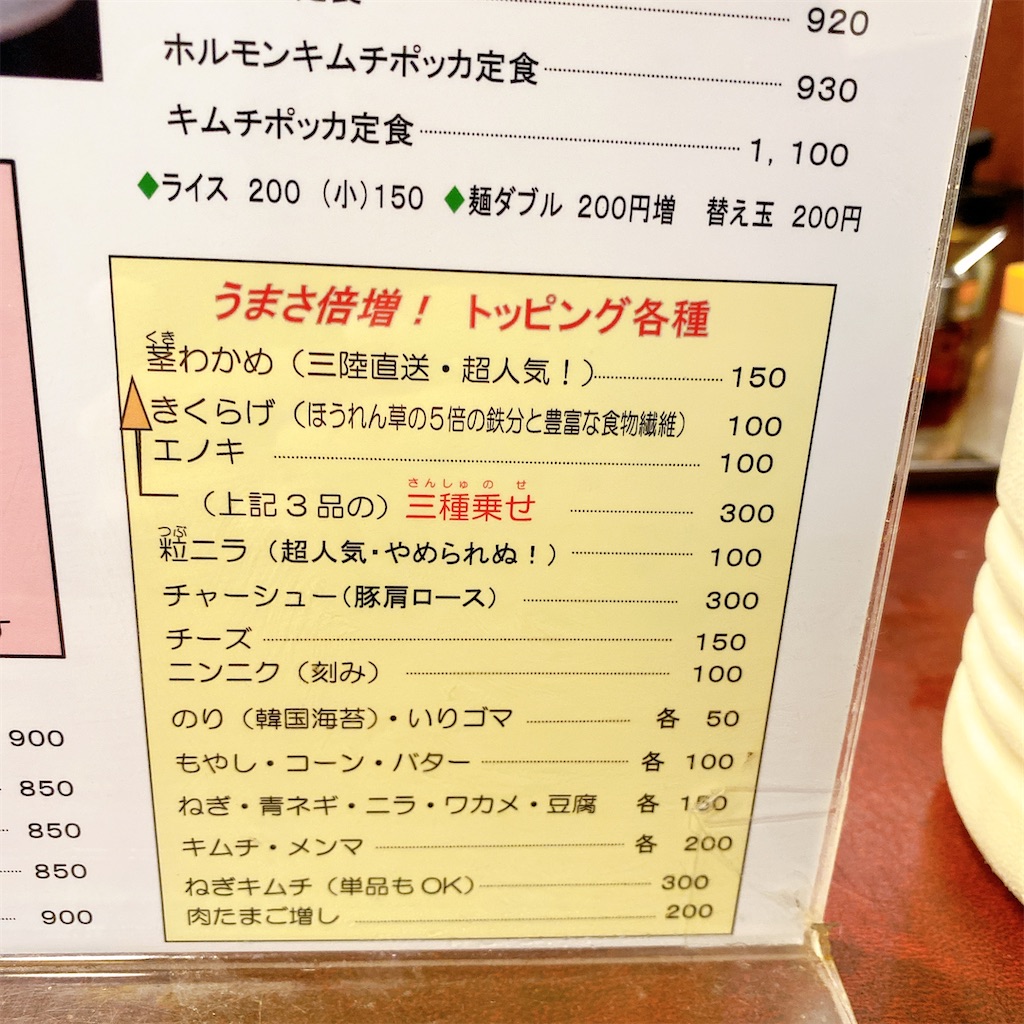 定食 920
ホルモンキムチポッカ定食 930
キムチポッカ定食 1,100
◆ライス 200 (小)150 ◆麺ダブル 200円増 替え玉 200円
うまさ倍増! トッピング各種
くき
茎わかめ(三陸直送・超人気!) 150
きくらげ(ほうれん草の5倍の鉄分と豊富な食物繊維) 100
エノキ 100
さんしゅのせ
(上記3品の)三種乗せ 300
つぶ
粒ニラ(超人気・やめられぬ!) 100
チャーシュー(豚肩ロース) 300
チーズ 150
ニンニク(刻み) 100
のり(韓国海苔)・いりゴマ 各 50
もやし・コーン・バター 各 100
ねぎ・青ネギ・ニラ・ワカメ・豆腐 各 150
キムチ・メンマ 各 200
ねぎキムチ(単品もOK) 300
肉たまご増し 200
900
850
850
850
900